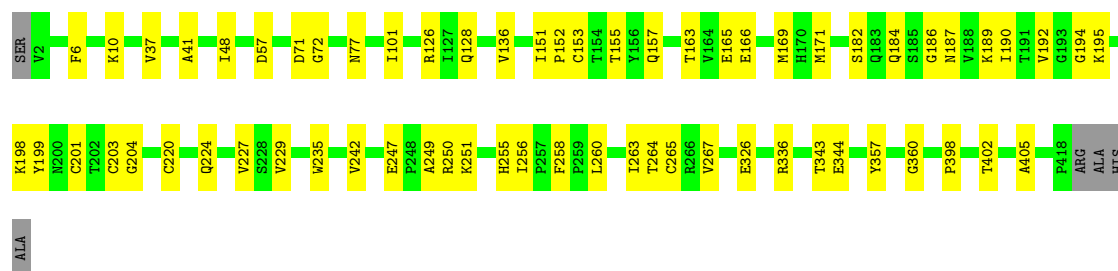 SER V2 F6 K10 V37 A41 I48 D57 D71 G72 N77 I101 R126 I127 Q128 V136 I151 P152 C153 T154 T155 Y156 Q157 T163 V164 E165 E166 M169 H170 M171 S182 Q183 Q184 S185 G186 N187 V188 K189 I190 T191 V192 G193 G194 K195
K198 Y199 N200 C201 T202 C203 G204 C220 Q224 V227 S228 V229 W235 V242 E247 P248 A249 R250 K251 H255 I256 P257 F258 P259 L260 I263 T264 C265 R266 V267 E326 R336 T343 E344 Y357 G360 P398 T402 A405 P418 ARG ALA HIS
ALA